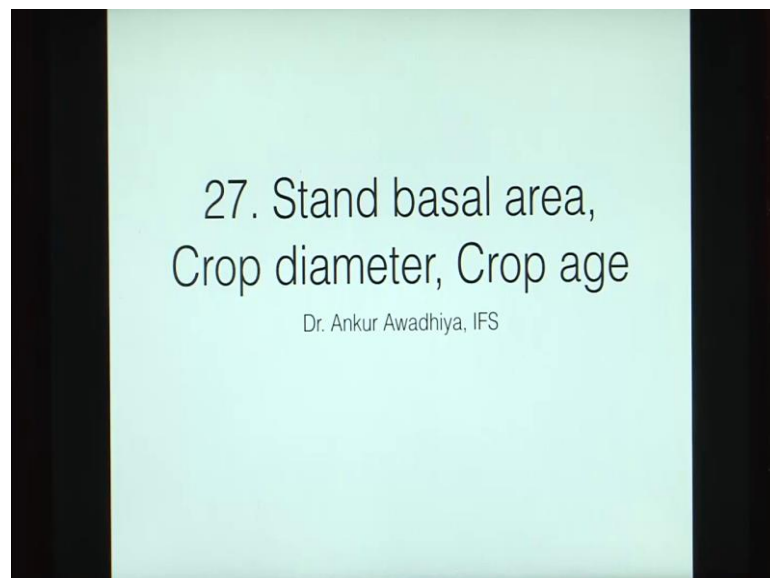 27. Stand basal area,
Crop diameter, Crop age
Dr. Ankur Awadhiya, IFS